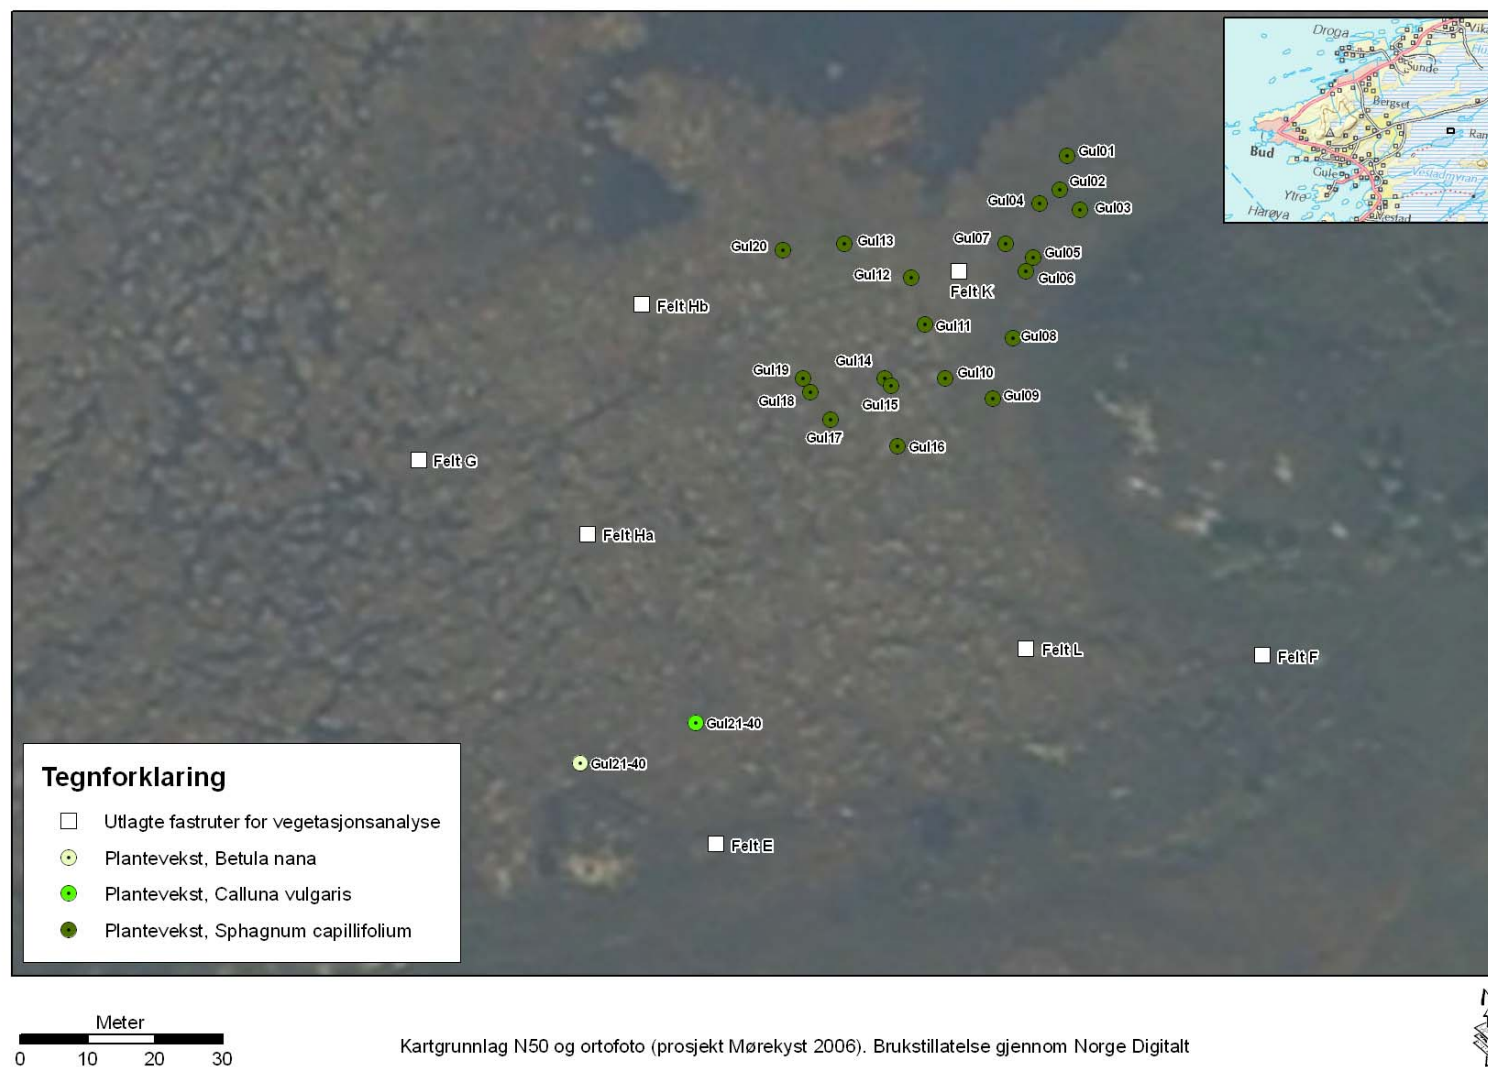 Droga
Vika
Sunde
Bergset
Bud
Gule
Vestadmyran
Ytre
Harøya
Vestad
Gul01
Gul02
Gul04
Gul03
Gul20
Gul13
Gul07
Gul05
Gul12
Gul06
Felt K
Felt Hb
Gul11
Gul08
Gul19
Gul14
Gul10
Gul18
Gul15
Gul09
Gul17
Gul16
Felt G
Felt Ha
Felt L
Felt F
Gul21-40
Gul21-40
Felt E
Tegnforklaring
Utlagte fastruter for vegetasjonsanalyse
Plantevekst, Betula nana
Plantevekst, Calluna vulgaris
Plantevekst, Sphagnum capillifolium
Meter
0 10 20 30
Kartgrunnlag N50 og ortofoto (prosjekt Mørekyst 2006). Brukstillatelse gjennom Norge Digitalt